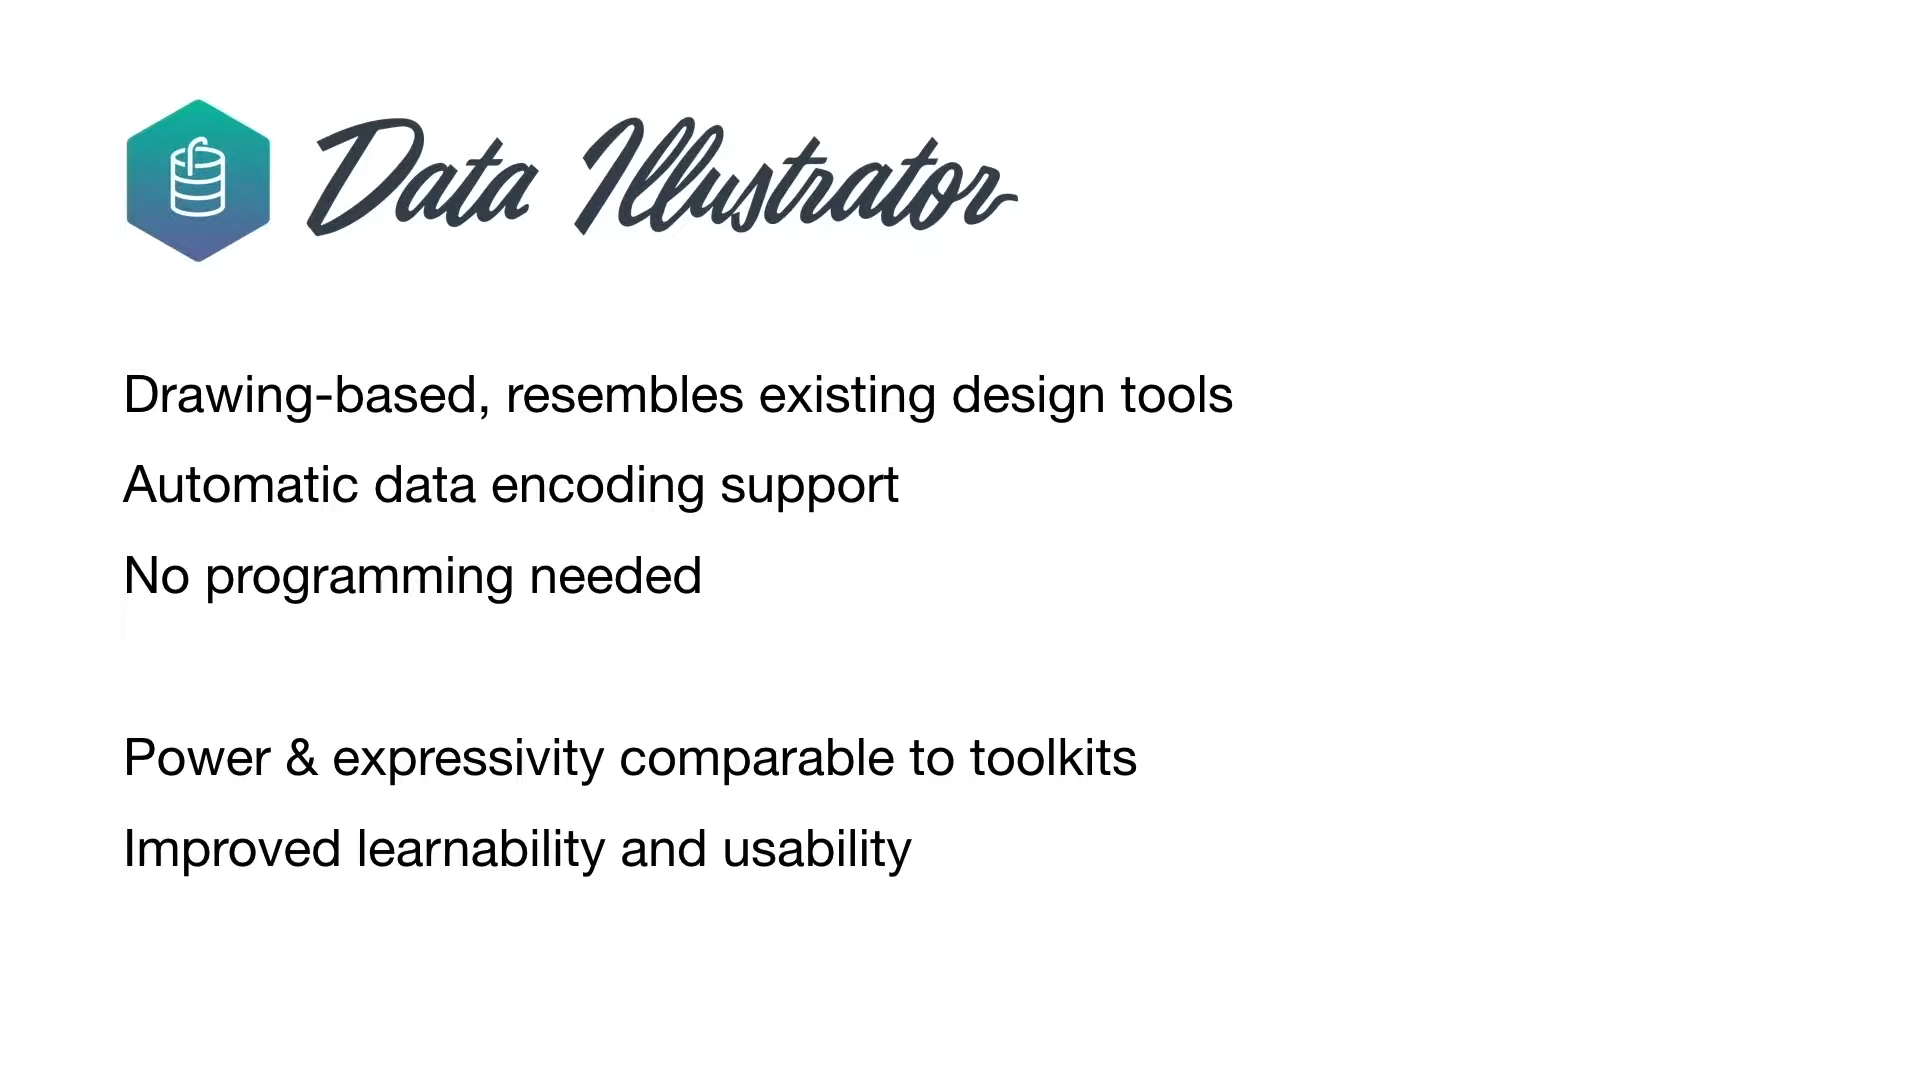 Data Illustrator
Drawing-based, resembles existing design tools
Automatic data encoding support
No programming needed
Power & expressivity comparable to toolkits
Improved learnability and usability